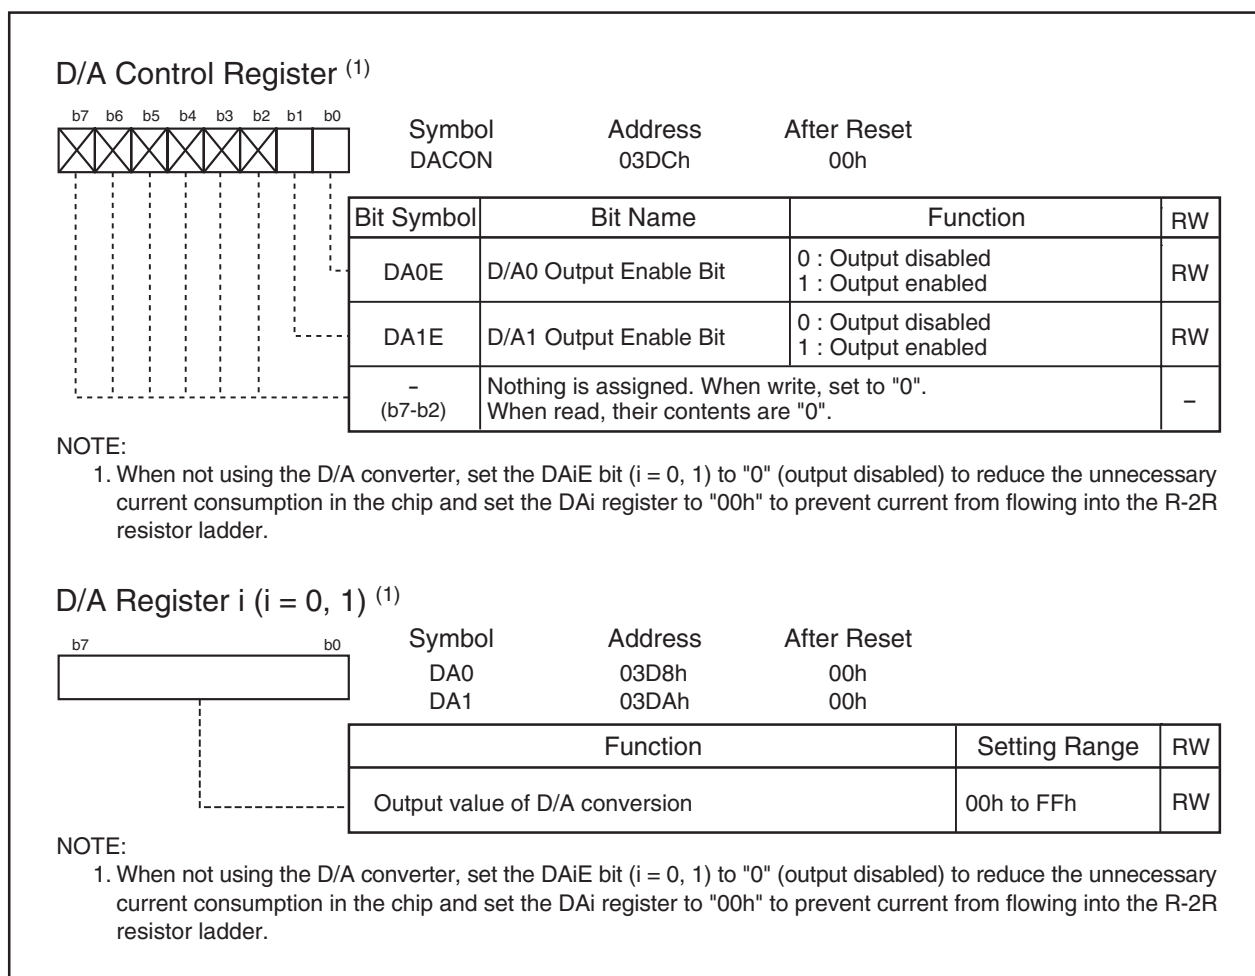 D/A Control Register (1)
b7 b6 b5 b4 b3 b2 b1 b0
Symbol Address After Reset
DACON 03DCh 00h
Bit Symbol Bit Name Function RW
DA0E D/A0 Output Enable Bit 0 : Output disabled
1 : Output enabled RW
DA1E D/A1 Output Enable Bit 0 : Output disabled
1 : Output enabled RW
–
(b7-b2) Nothing is assigned. When write, set to "0".
When read, their contents are "0". –
NOTE:
1. When not using the D/A converter, set the DAiE bit (i = 0, 1) to "0" (output disabled) to reduce the unnecessary
current consumption in the chip and set the DAi register to "00h" to prevent current from flowing into the R-2R
resistor ladder.
D/A Register i (i = 0, 1) (1)
b7 b0
Symbol Address After Reset
DA0 03D8h 00h
DA1 03DAh 00h
Function Setting Range RW
Output value of D/A conversion 00h to FFh RW
NOTE:
1. When not using the D/A converter, set the DAiE bit (i = 0, 1) to "0" (output disabled) to reduce the unnecessary
current consumption in the chip and set the DAi register to "00h" to prevent current from flowing into the R-2R
resistor ladder.